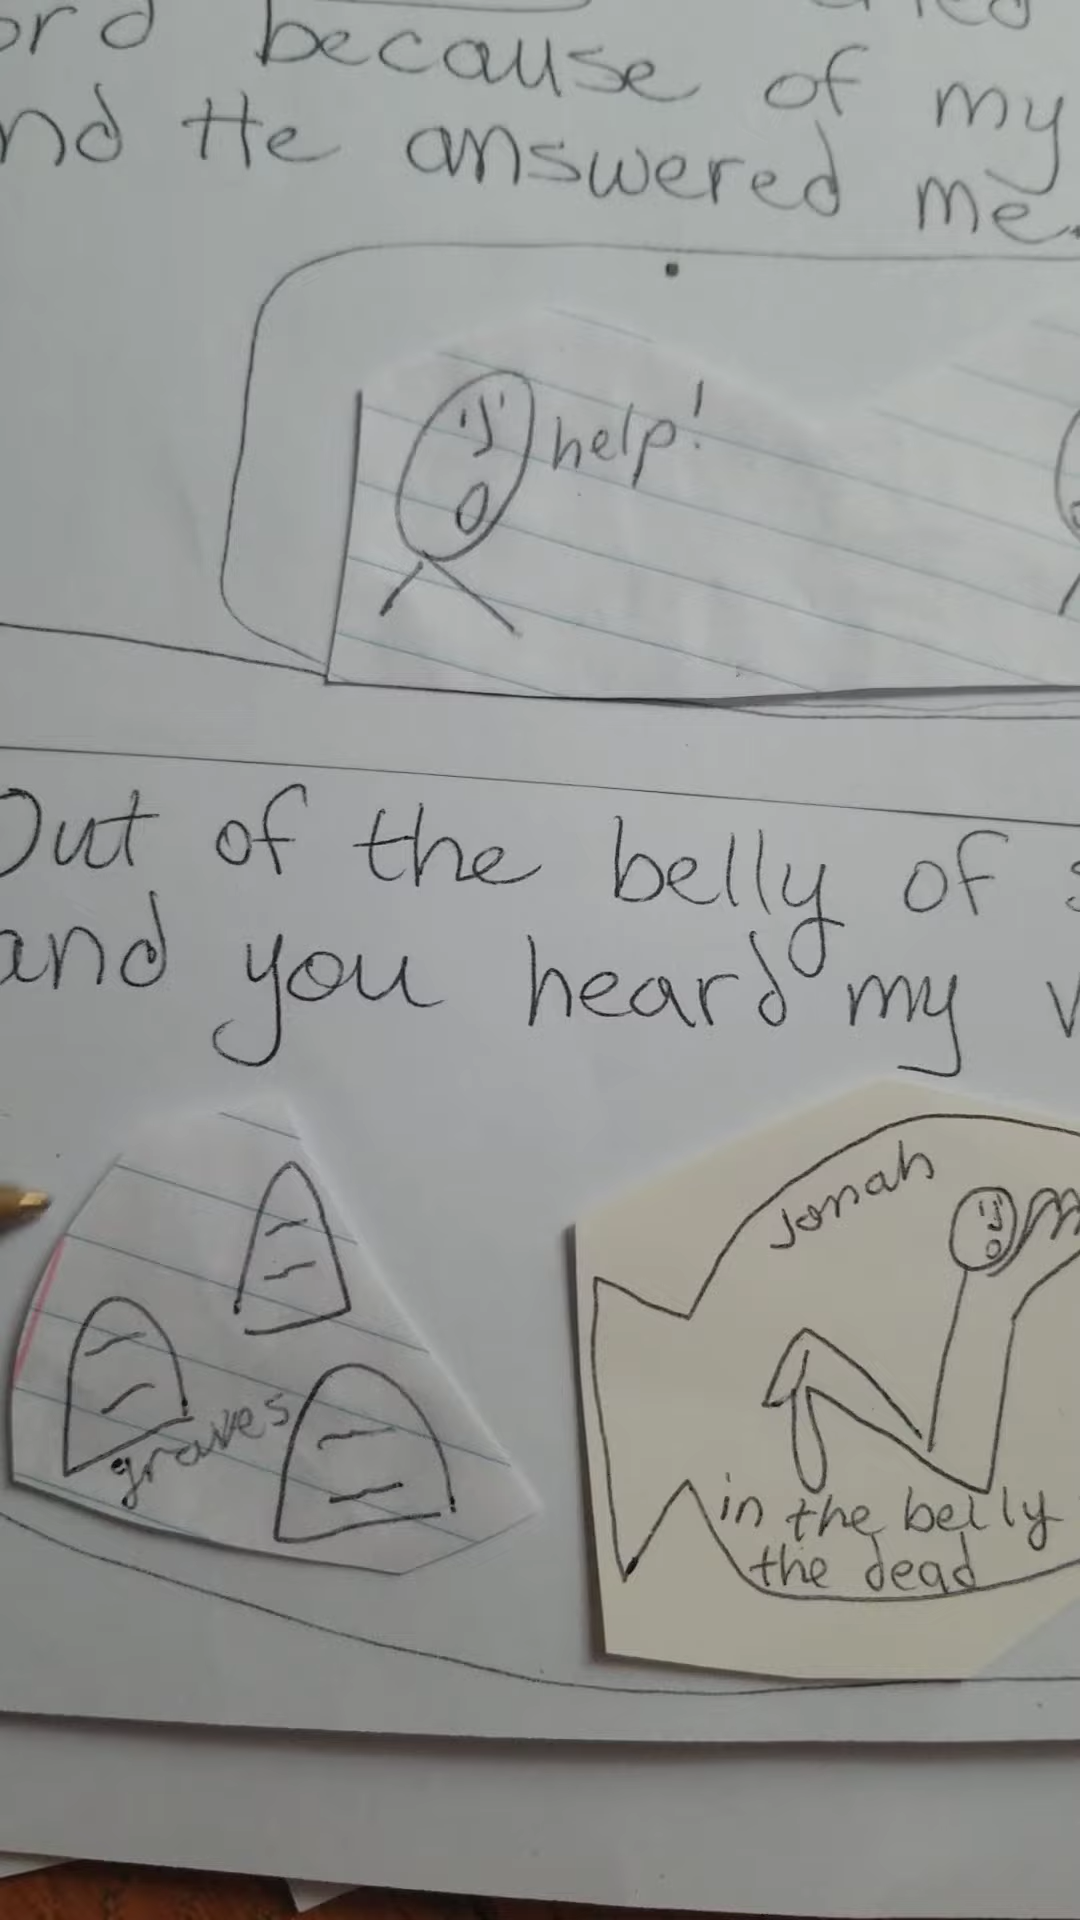 because of my
He answered me.
help!
Out of the belly of
and you heard my
Jonah
graves
in the belly
the dead